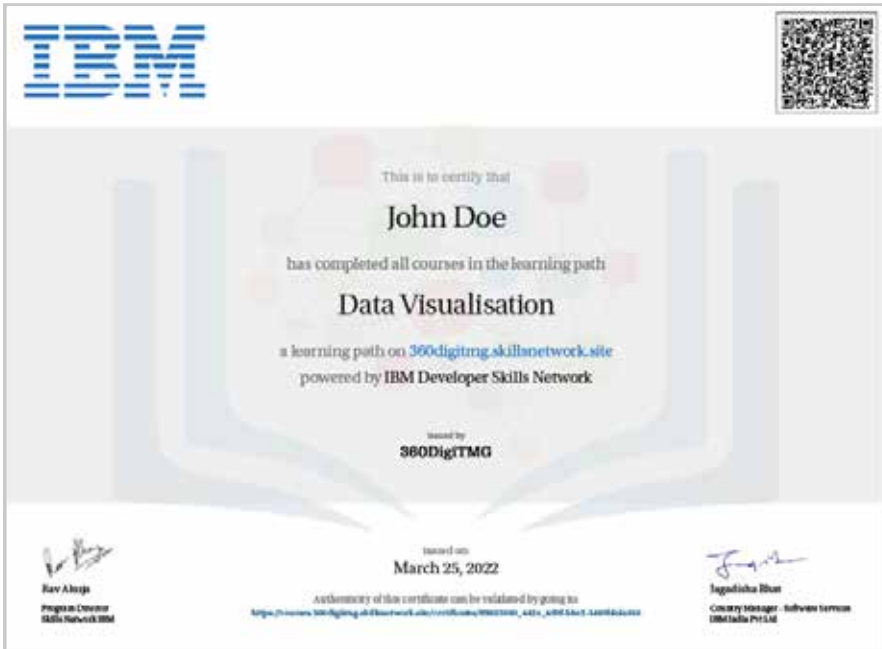 IBM
This is to certify that
John Doe
has completed all courses in the learning path
Data Visualisation
a learning path on 360digitmg.skillsnetwork.site
powered by IBM Developer Skills Network
issued by
360DigiTMG
Rav Ahuja
Program Director
Skills Network IBM
issued on
March 25, 2022
Authenticity of this certificate can be validated by going to:
Jagadisha Bhat
Country Manager - Software Services
IBM India Pvt Ltd